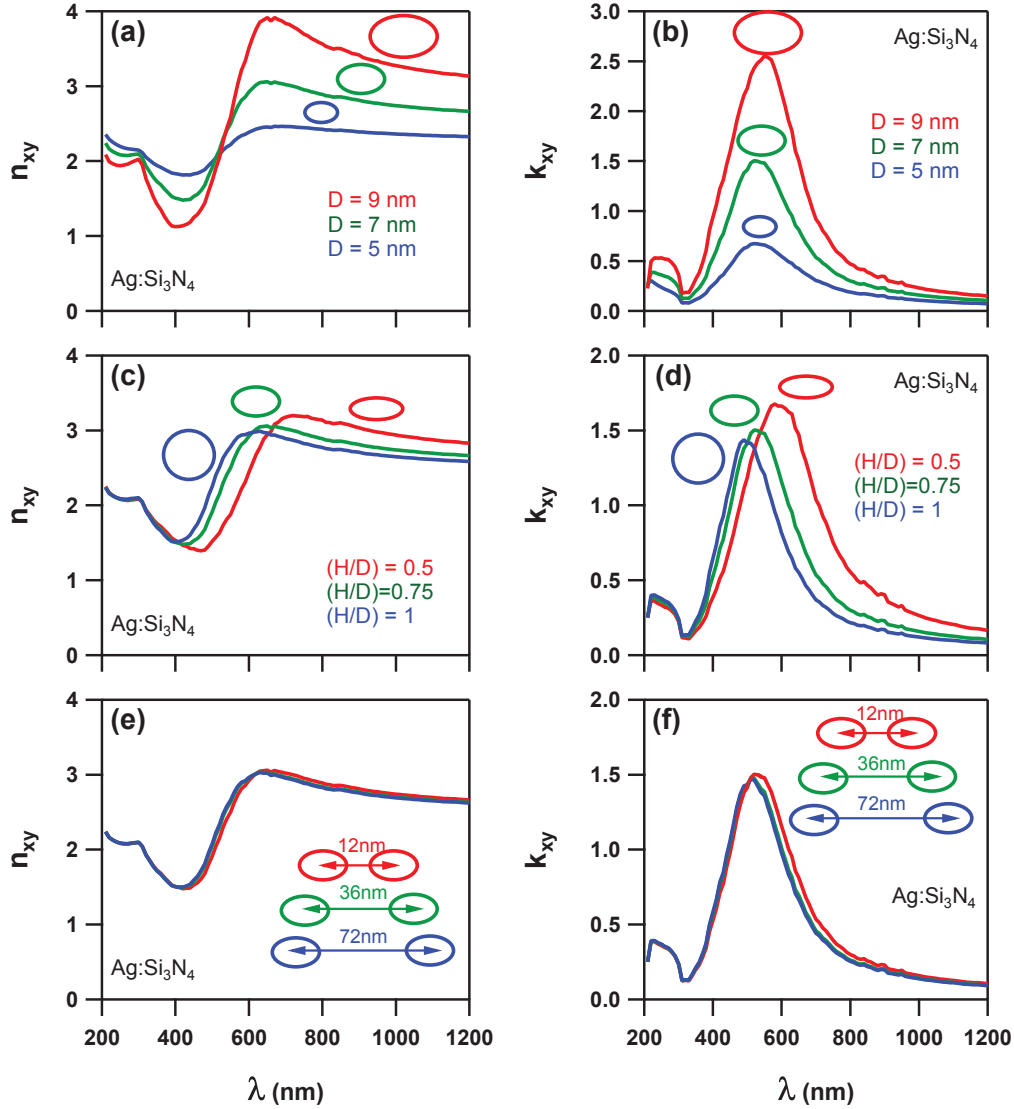 (a)
n_xy
4
3
2
1
0
D = 9 nm
D = 7 nm
D = 5 nm
Ag:Si₃N₄
(b)
Ag:Si₃N₄
k_xy
3.0
2.5
2.0
1.5
1.0
0.5
0.0
D = 9 nm
D = 7 nm
D = 5 nm
(c)
n_xy
4
3
2
1
0
(H/D) = 0.5
(H/D)=0.75
(H/D) = 1
Ag:Si₃N₄
(d)
Ag:Si₃N₄
k_xy
2.0
1.5
1.0
0.5
0.0
(H/D) = 0.5
(H/D)=0.75
(H/D) = 1
(e)
n_xy
4
3
2
1
0
12nm
36nm
72nm
Ag:Si₃N₄
200 400 600 800 1000 1200
λ (nm)
(f)
k_xy
2.0
1.5
1.0
0.5
0.0
12nm
36nm
72nm
Ag:Si₃N₄
200 400 600 800 1000 1200
λ (nm)